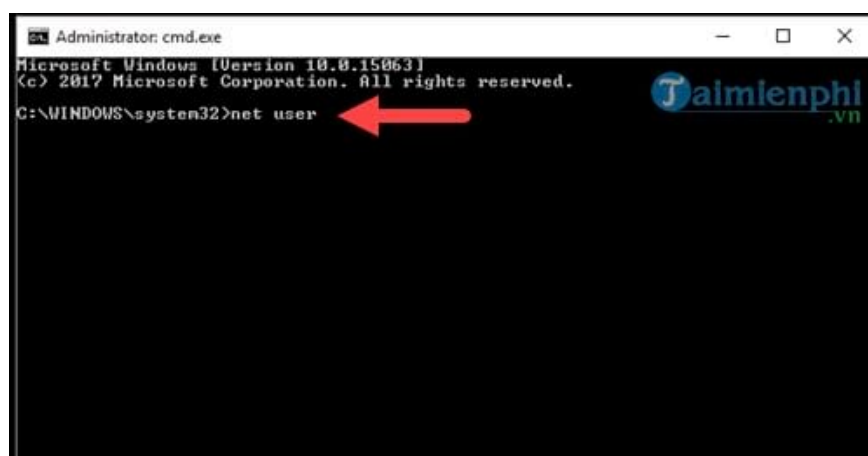 Administrator: cmd.exe
Microsoft Windows [Version 10.0.15063]
(c) 2017 Microsoft Corporation. All rights reserved.
Taimienphi
.vn
C:\WINDOWS\system32>net user